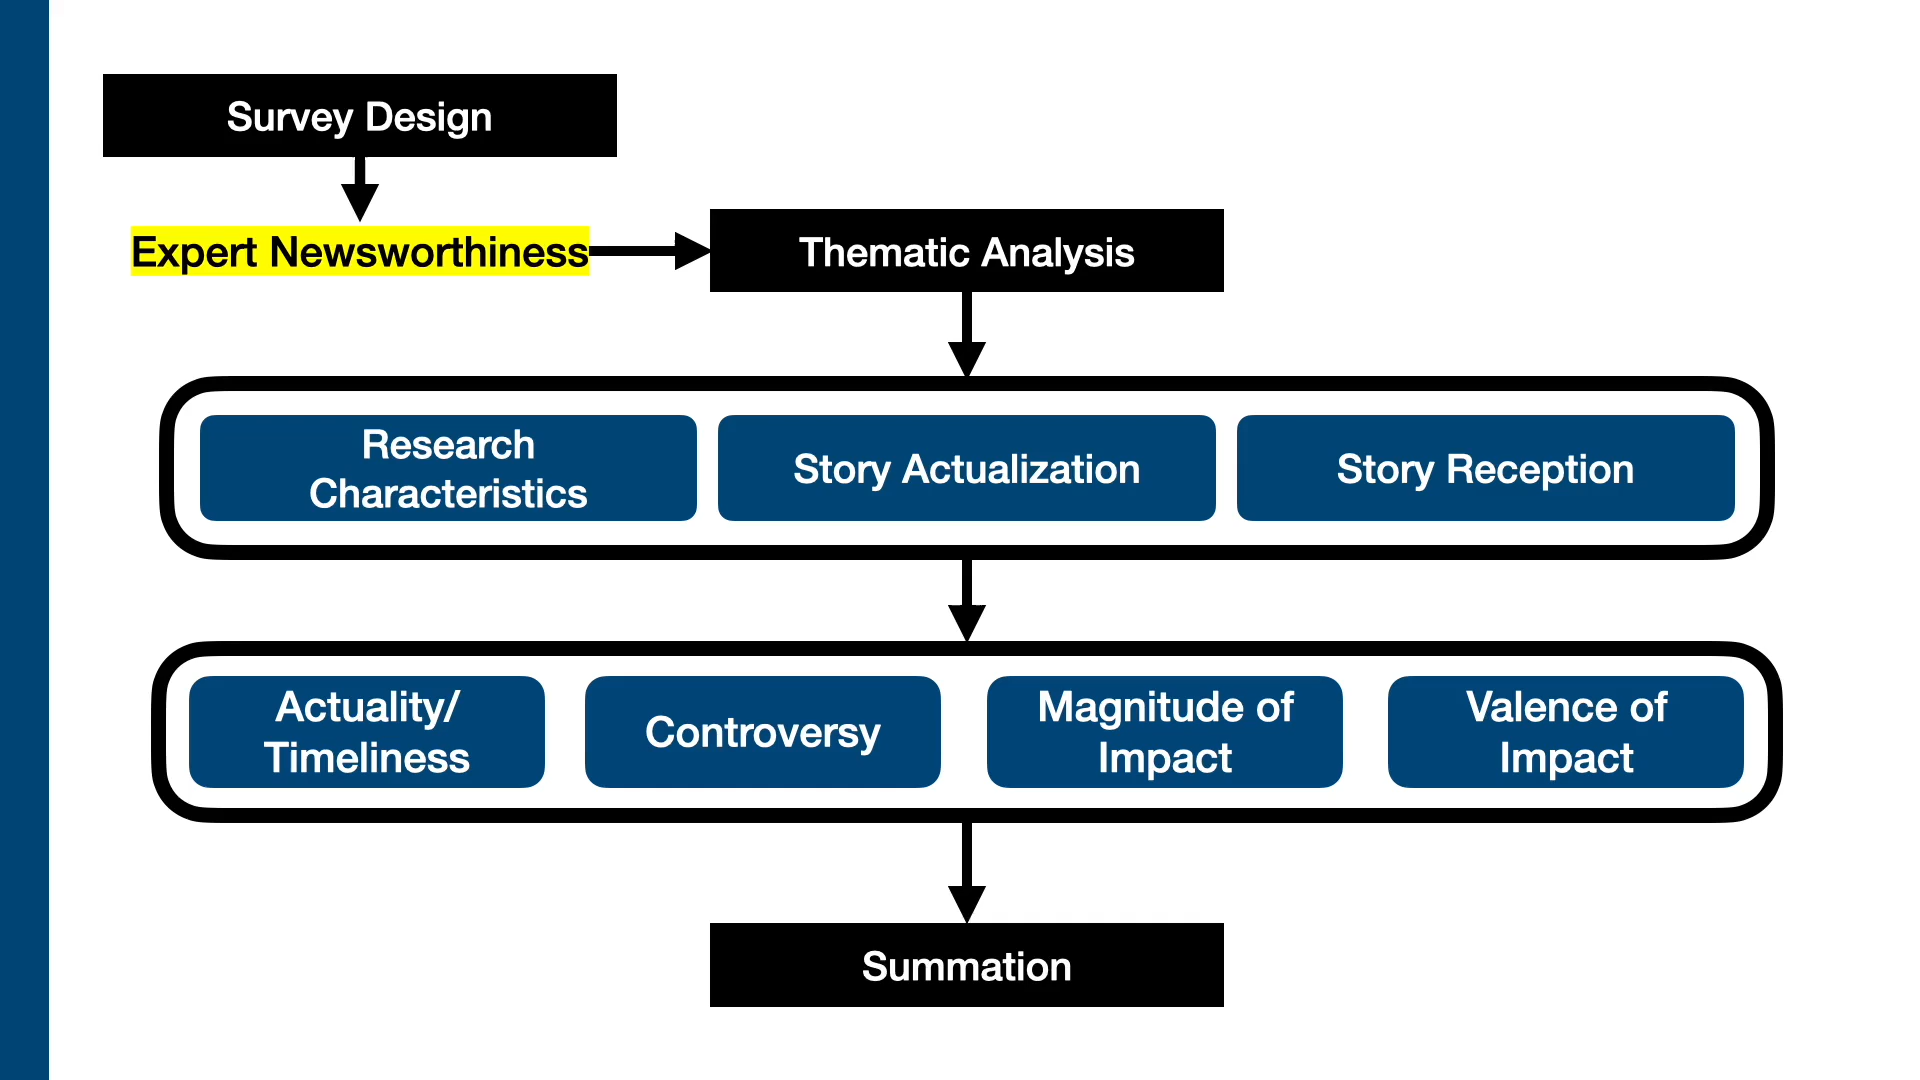 Survey Design
Expert Newsworthiness
Thematic Analysis
Research
Characteristics
Story Actualization
Story Reception
Actuality/
Timeliness
Controversy
Magnitude of
Impact
Valence of
Impact
Summation